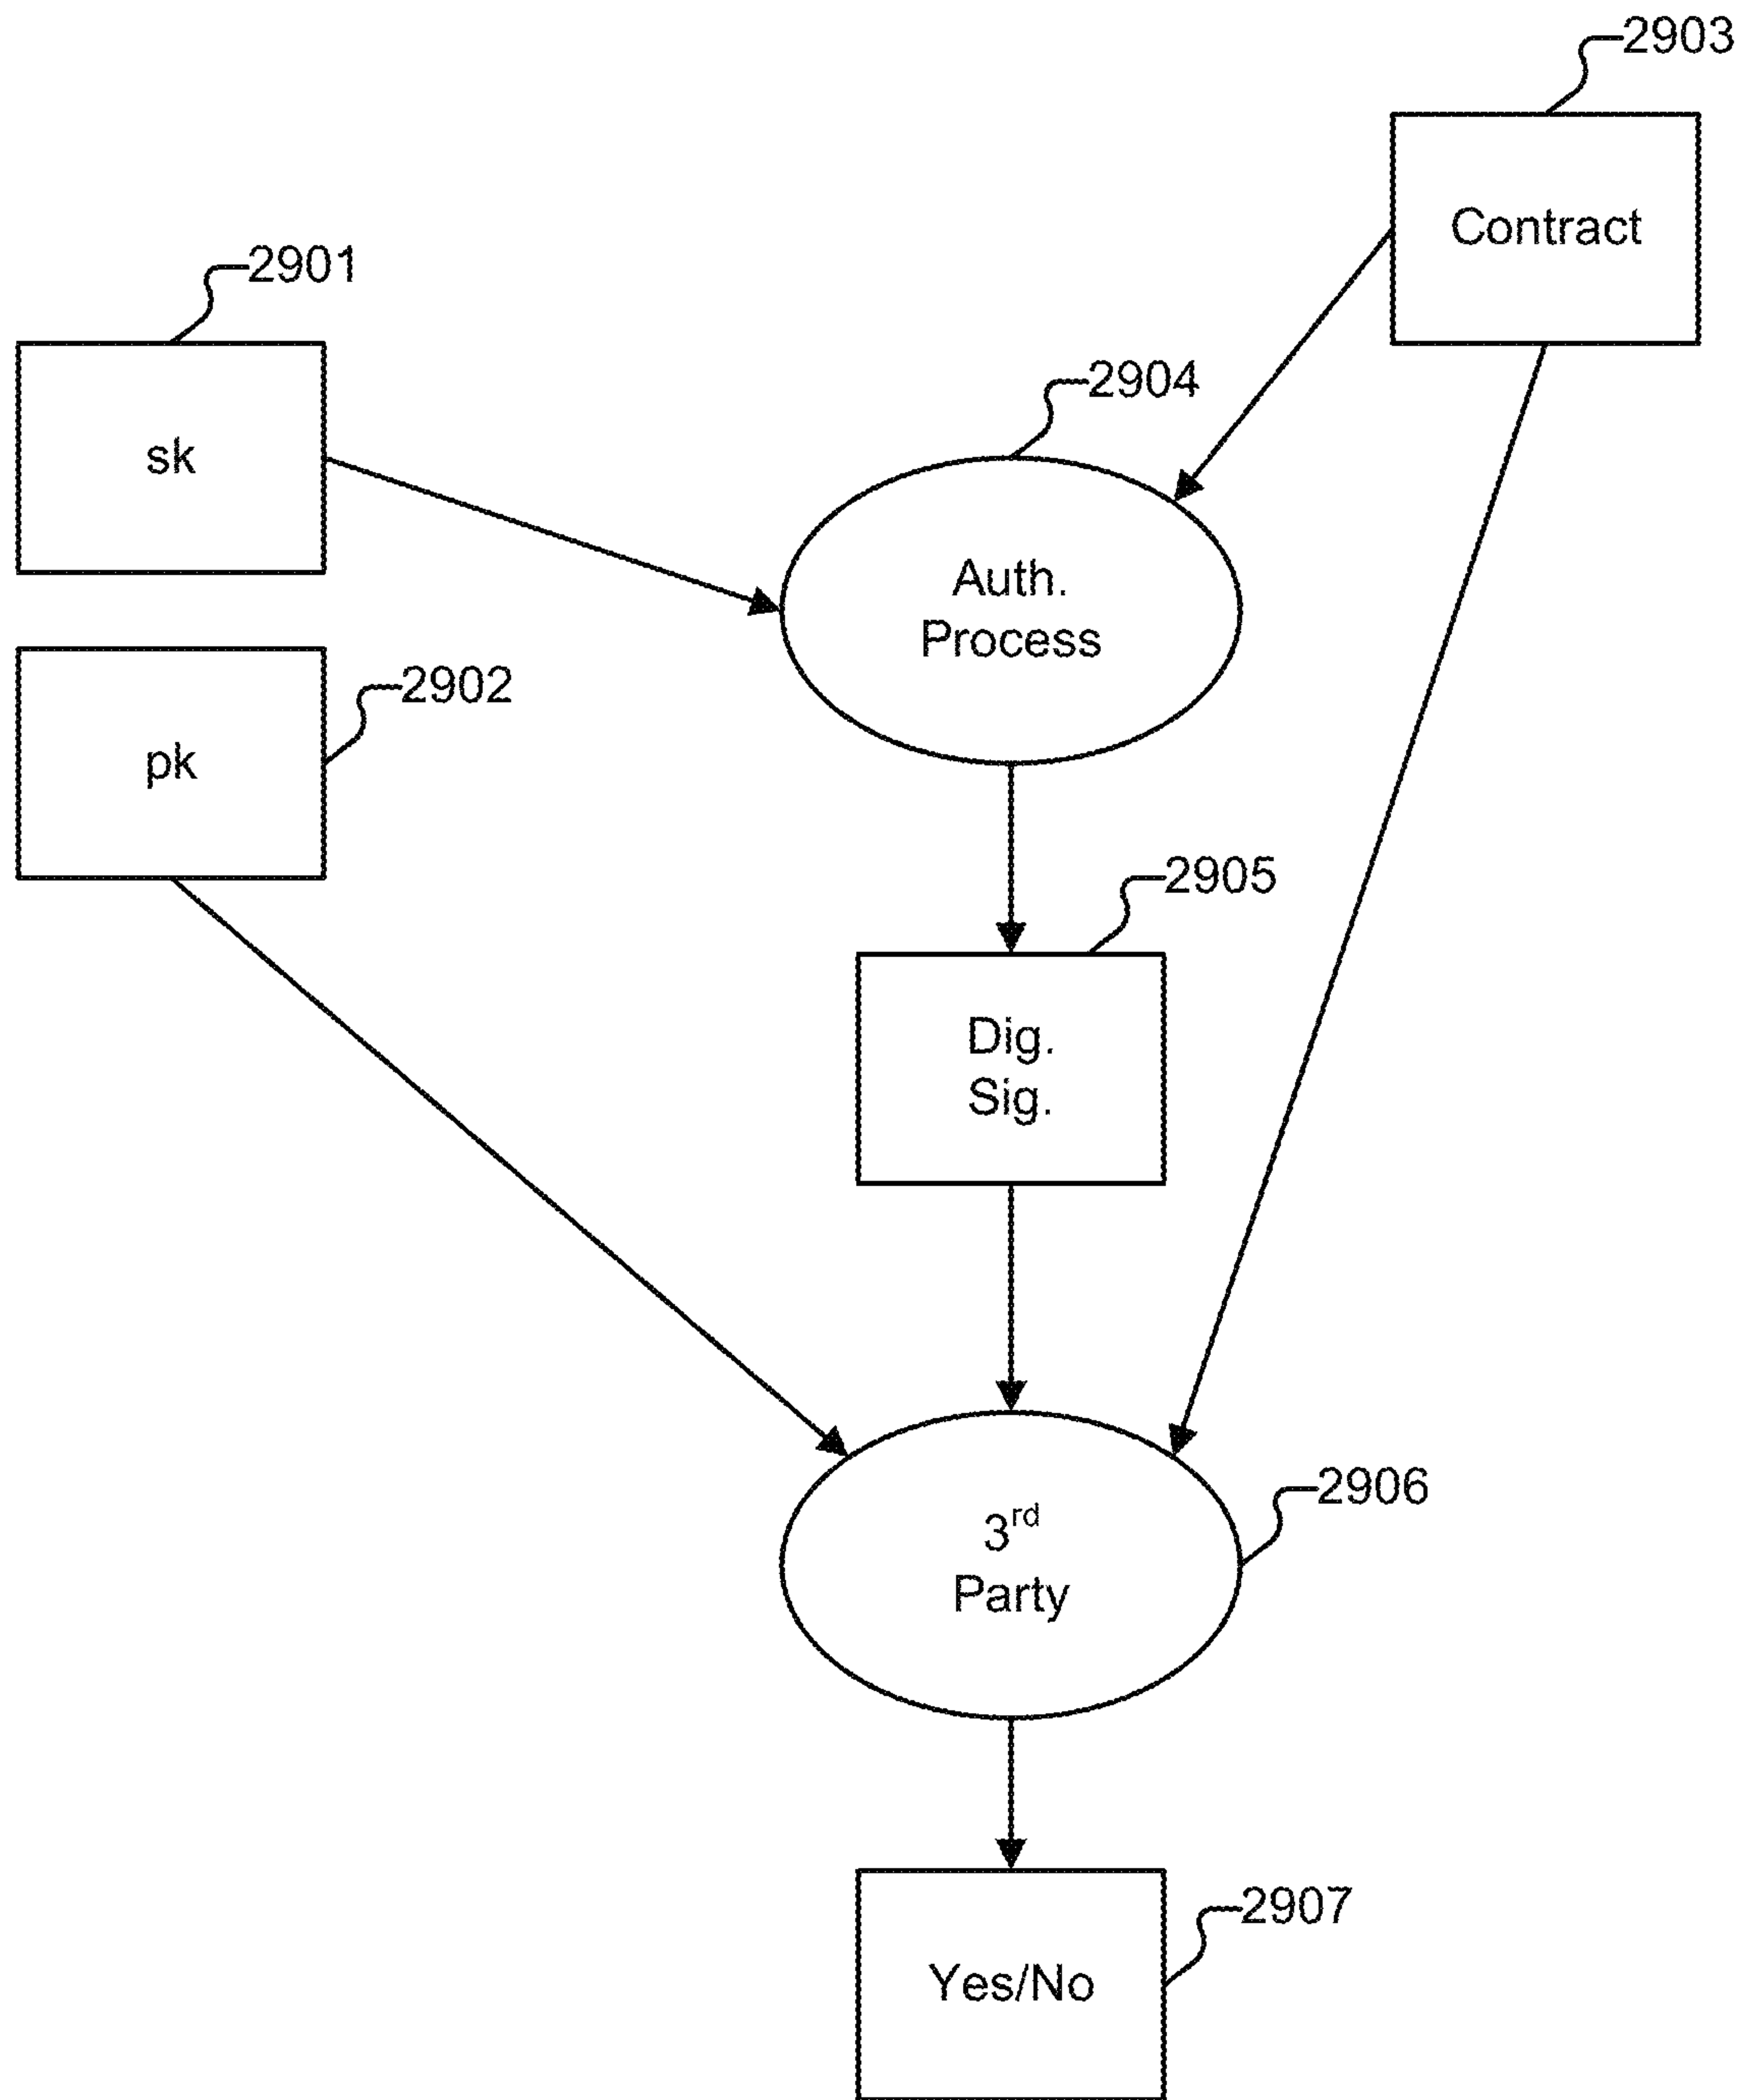 2903
Contract
2901
sk
2904
Auth.
Process
2902
pk
2905
Dig.
Sig.
2906
3rd
Party
2907
Yes/No